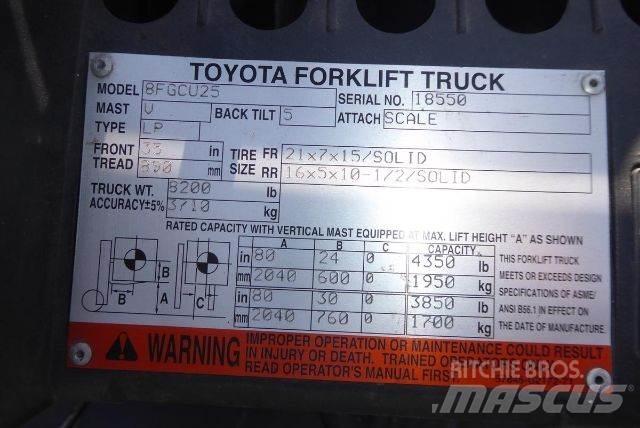 TOYOTA FORKLIFT TRUCK
MODEL 8FGCU25 SERIAL NO. 18550
MAST V BACK TILT 5 ATTACH SCALE
TYPE LP
FRONT TREAD 33 in TIRE SIZE FR 21x7x15/SOLID
mm RR 16x5x10-1/2/SOLID
TRUCK WT. 8200 lb
ACCURACY±5% 3710 kg
RATED CAPACITY WITH VERTICAL MAST EQUIPPED AT MAX. LIFT HEIGHT "A" AS SHOWN
A B C CAPACITY
in 80 24 0 4350 lb THIS FORKLIFT TRUCK
mm 2040 600 0 1950 kg MEETS OR EXCEEDS DESIGN
SPECIFICATIONS OF ASME/
in 80 30 0 3850 lb ANSI B56.1 IN EFFECT ON
mm 2040 760 0 1700 kg THE DATE OF MANUFACTURE.
B
B A C
WARNING
IMPROPER OPERATION OR MAINTENANCE COULD RESULT
IN INJURY OR DEATH. TRAINED
READ OPERATOR'S MANUAL FIRST.
RITCHIE BROS.
MASCUS